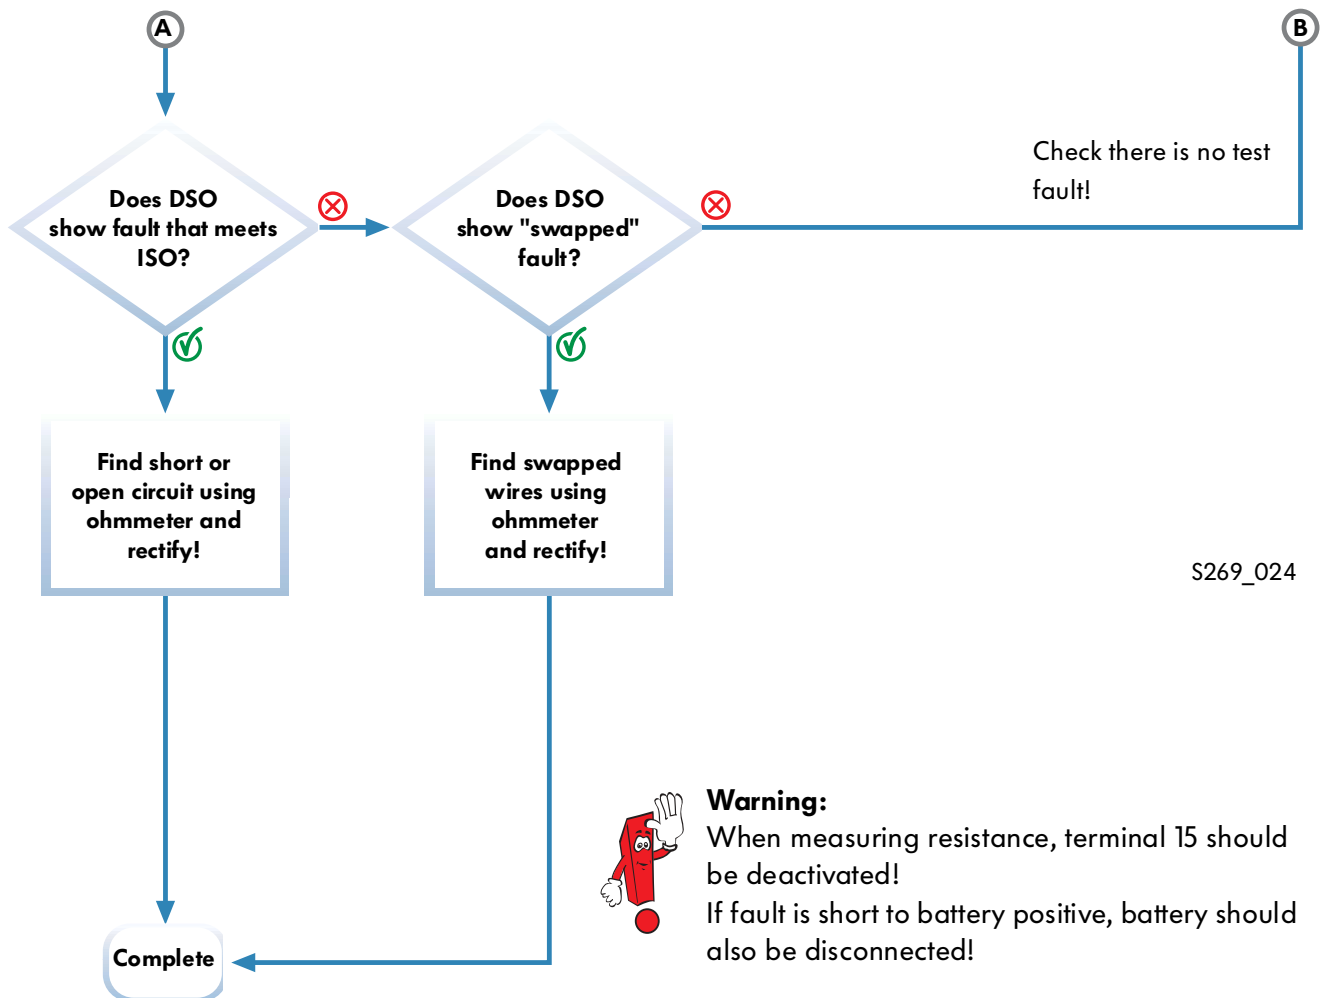 A
B
Check there is no test
fault!
Does DSO
show fault that meets
ISO?
Does DSO
show "swapped"
fault?
Find short or
open circuit using
ohmmeter and
rectify!
Find swapped
wires using
ohmmeter
and rectify!
S269_024
Warning:
When measuring resistance, terminal 15 should
be deactivated!
If fault is short to battery positive, battery should
also be disconnected!
Complete